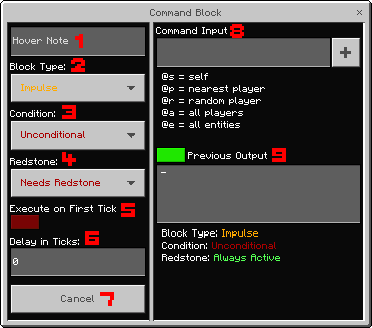 Command Block
×
Hover Note 1
Block Type: 2
Impulse
Condition: 3
Unconditional
Redstone: 4
Needs Redstone
Execute on First Tick 5
Delay in Ticks: 6
0
Cancel 7
Command Input 8
+
@s = self
@p = nearest player
@r = random player
@a = all players
@e = all entities
Previous Output 9
-
Block Type: Impulse
Condition: Unconditional
Redstone: Always Active